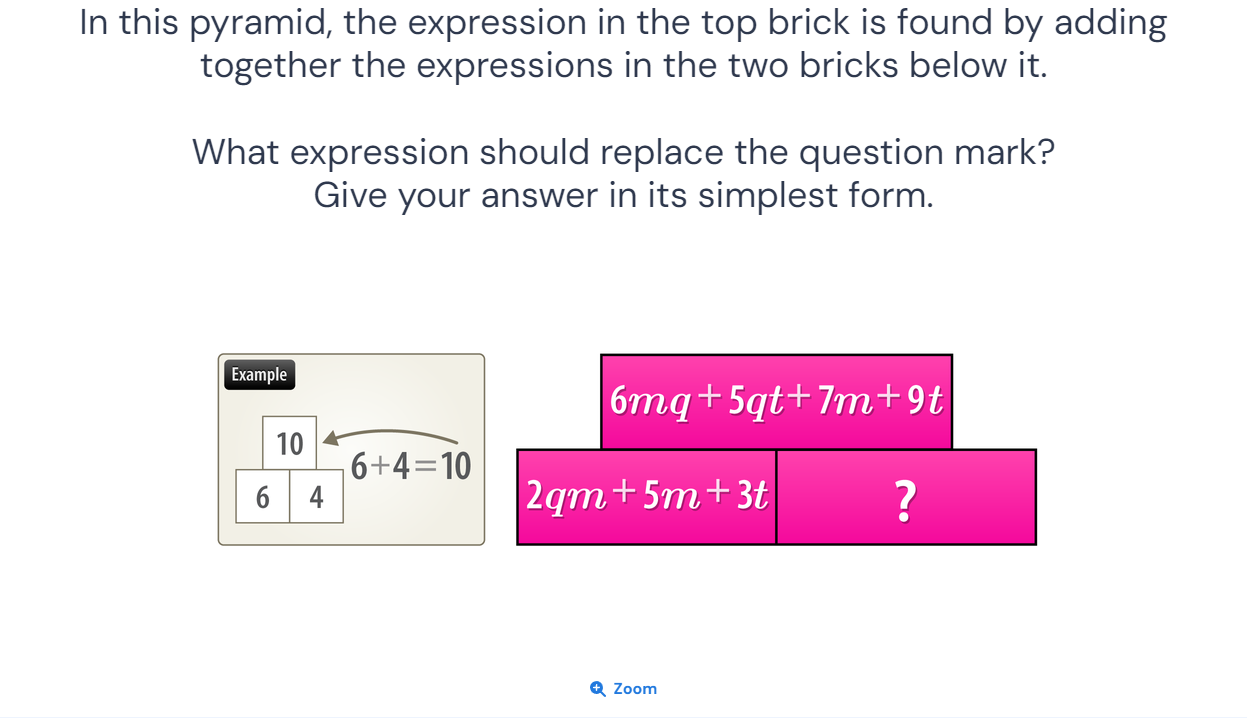 In this pyramid, the expression in the top brick is found by adding
together the expressions in the two bricks below it.
What expression should replace the question mark?
Give your answer in its simplest form.
Example
10
6+4=10
6 4
6mq+5qt+7m+9t
2qm+5m+3t
?
Zoom